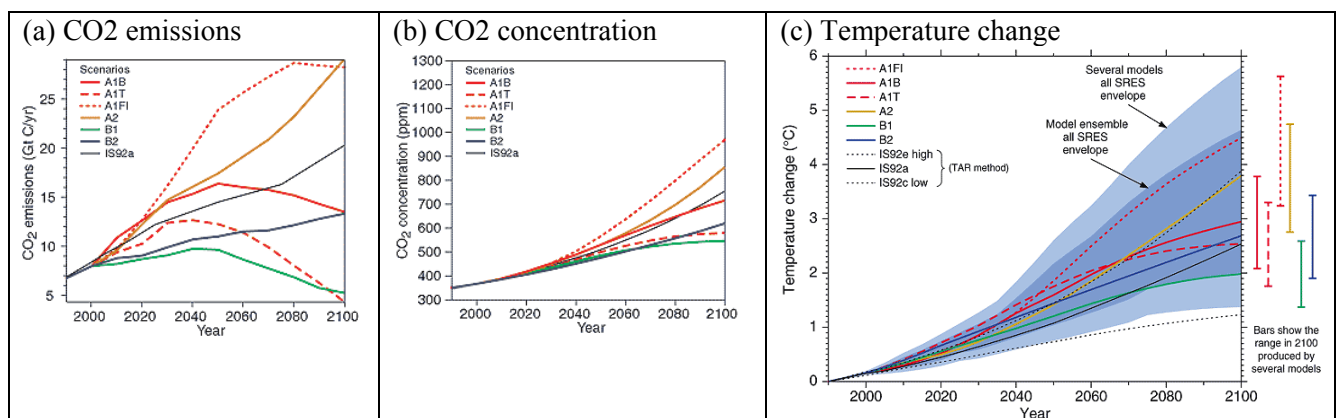 (a) CO2 emissions
Scenarios
A1B
A1T
A1FI
A2
B1
B2
IS92a
CO₂ emissions (Gt C/yr)
25
20
15
10
5
2000 2020 2040 2060 2080 2100
Year
(b) CO2 concentration
Scenarios
A1B
A1T
A1FI
A2
B1
B2
IS92a
CO₂ concentration (ppm)
1300
1200
1100
1000
900
800
700
600
500
400
300
2000 2020 2040 2060 2080 2100
Year
(c) Temperature change
A1FI
A1B
A1T
A2
B1
B2
IS92e high
IS92a
IS92c low
(TAR method)
Several models
all SRES
envelope
Model ensemble
all SRES
envelope
Temperature change (°C)
6
5
4
3
2
1
0
2000 2020 2040 2060 2080 2100
Year
Bars show the
range in 2100
produced by
several models